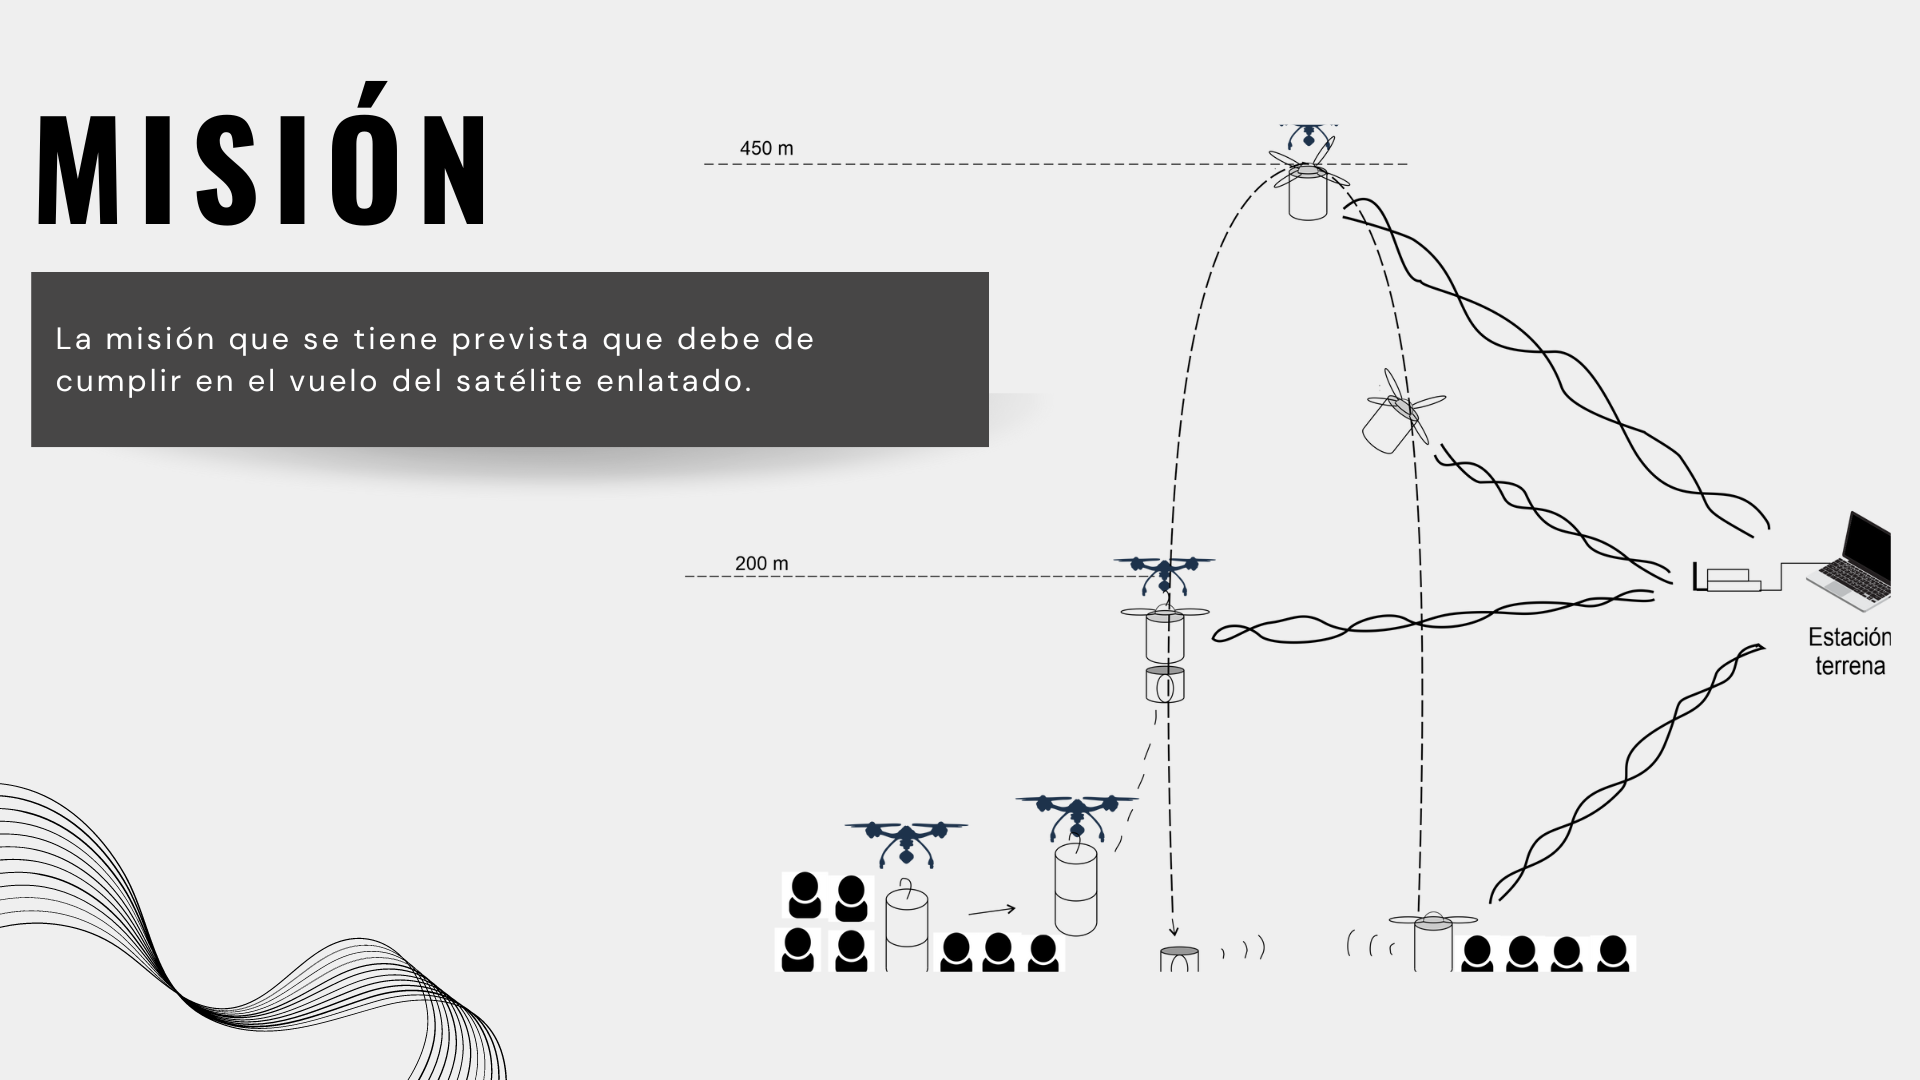 MISIÓN
450 m
La misión que se tiene prevista que debe de
cumplir en el vuelo del satélite enlatado.
200 m
Estación
terrena